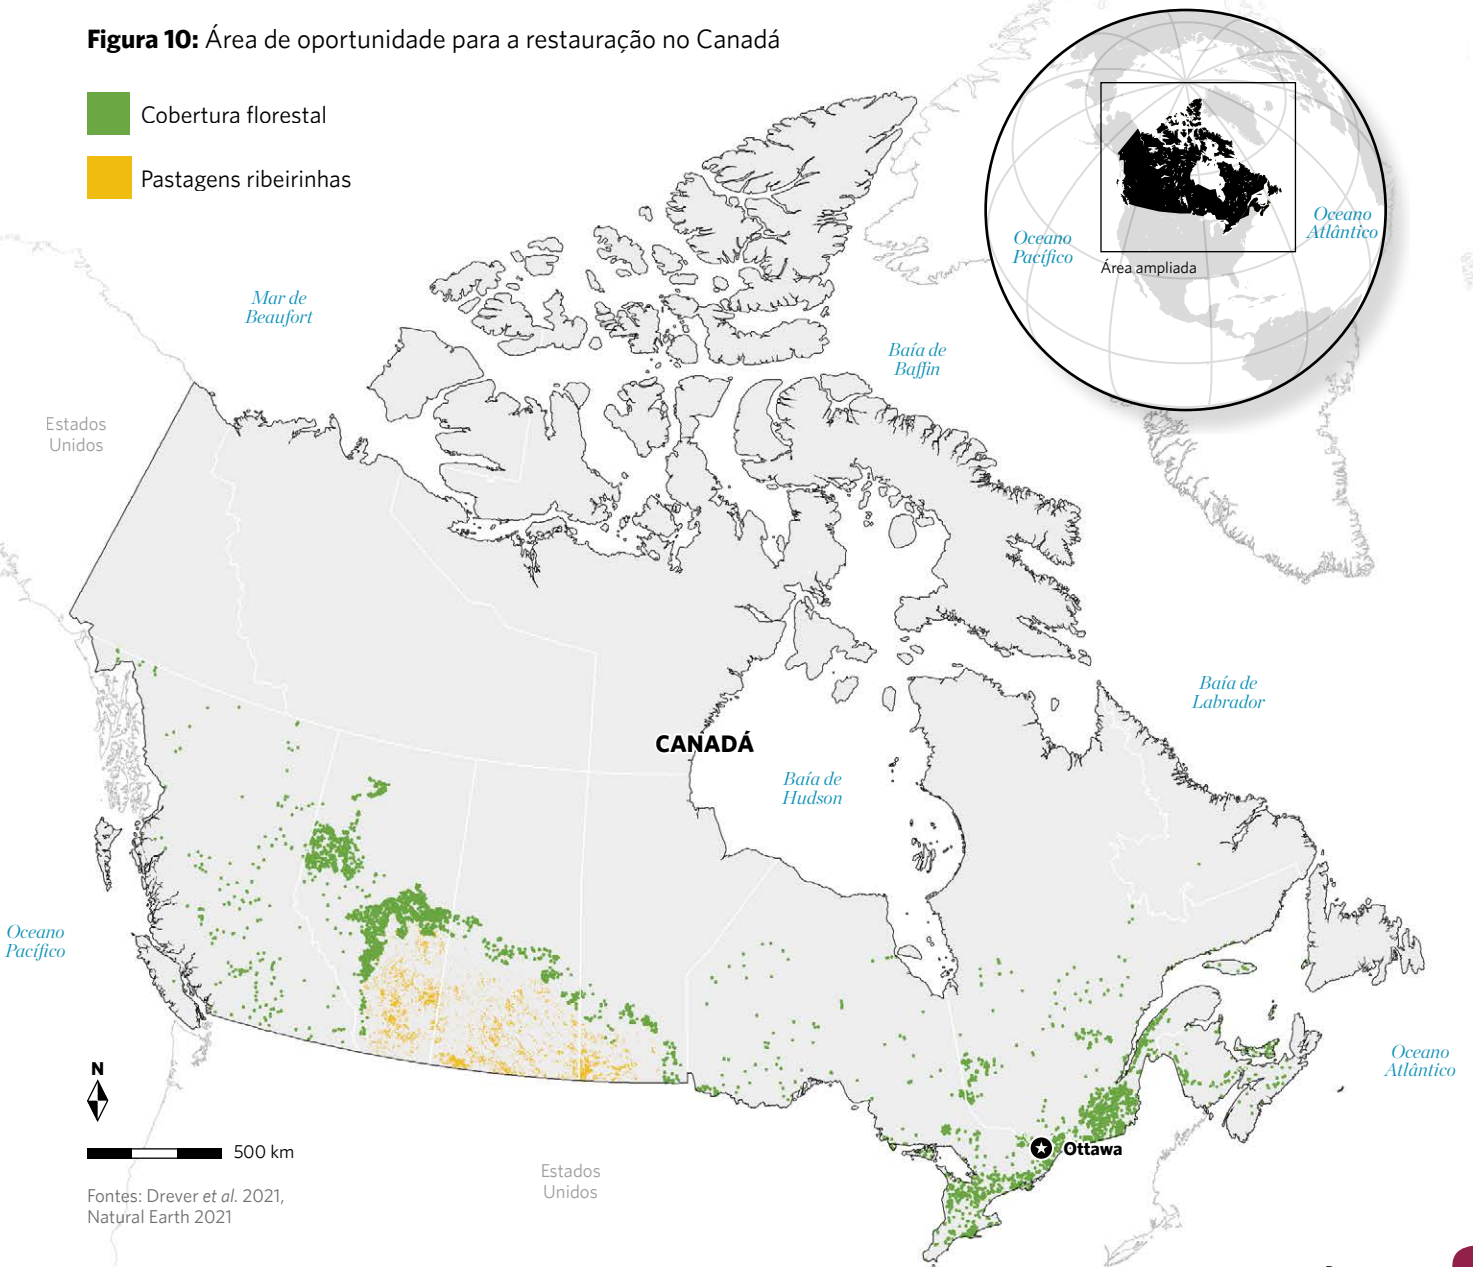 Figura 10: Área de oportunidade para a restauração no Canadá
Cobertura florestal
Pastagens ribeirinhas
Oceano
Atlântico
Oceano
Pacífico
Área ampliada
Mar de
Beaufort
Baía de
Baffin
Estados
Unidos
Baía de
Labrador
CANADÁ
Baía de
Hudson
Oceano
Pacífico
Oceano
Atlântico
N
500 km
Ottawa
Estados
Unidos
Fontes: Drever et al. 2021,
Natural Earth 2021